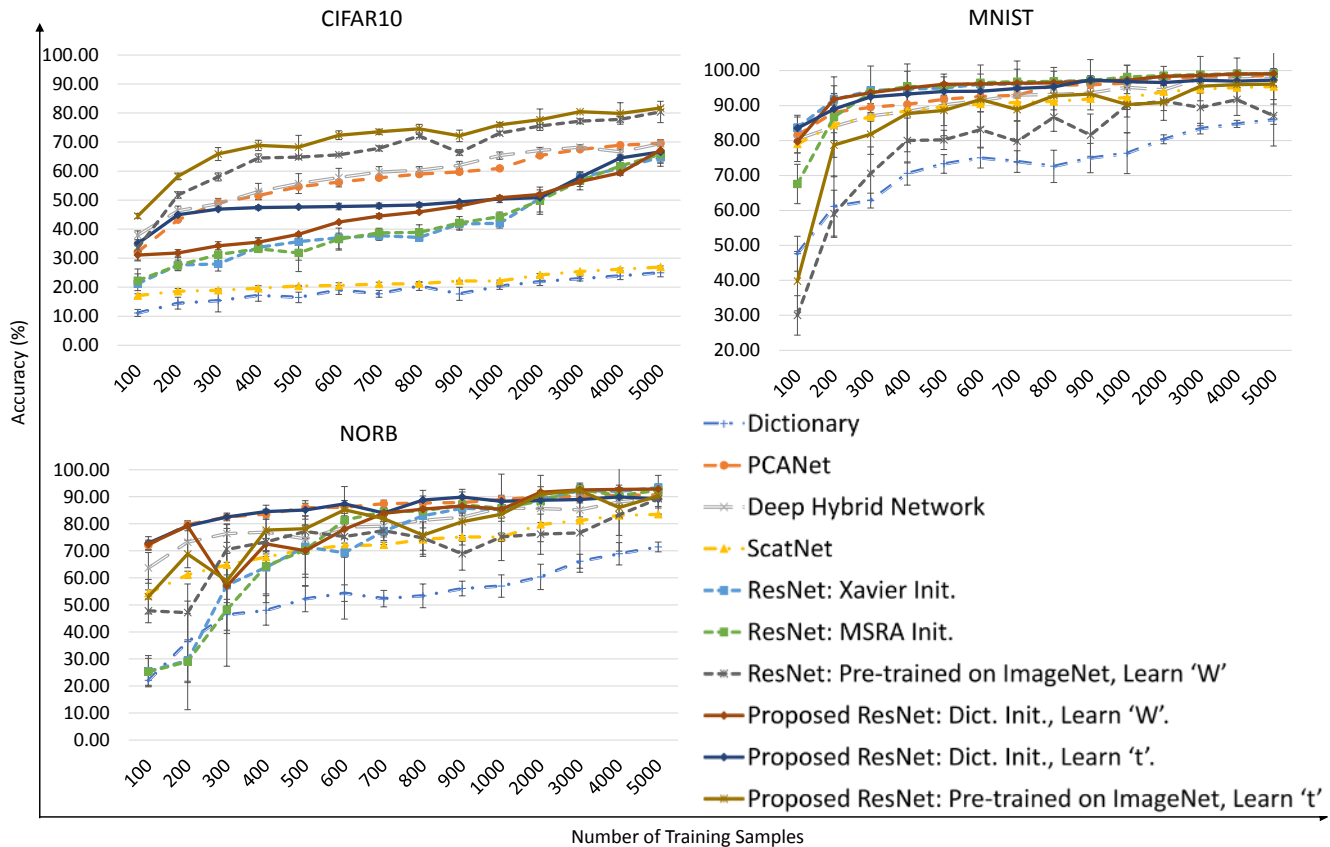 CIFAR10
100.00
90.00
80.00
70.00
60.00
50.00
40.00
30.00
20.00
10.00
0.00
100 200 300 400 500 600 700 800 900 1000 2000 3000 4000 5000
MNIST
100.00
90.00
80.00
70.00
60.00
50.00
40.00
30.00
20.00
100 200 300 400 500 600 700 800 900 1000 2000 3000 4000 5000
Accuracy (%)
NORB
100.00
90.00
80.00
70.00
60.00
50.00
40.00
30.00
20.00
10.00
0.00
100 200 300 400 500 600 700 800 900 1000 2000 3000 4000 5000
Dictionary
PCANet
Deep Hybrid Network
ScatNet
ResNet: Xavier Init.
ResNet: MSRA Init.
ResNet: Pre-trained on ImageNet, Learn ‘W’
Proposed ResNet: Dict. Init., Learn ‘W’.
Proposed ResNet: Dict. Init., Learn ‘t’.
Proposed ResNet: Pre-trained on ImageNet, Learn ‘t’
Number of Training Samples